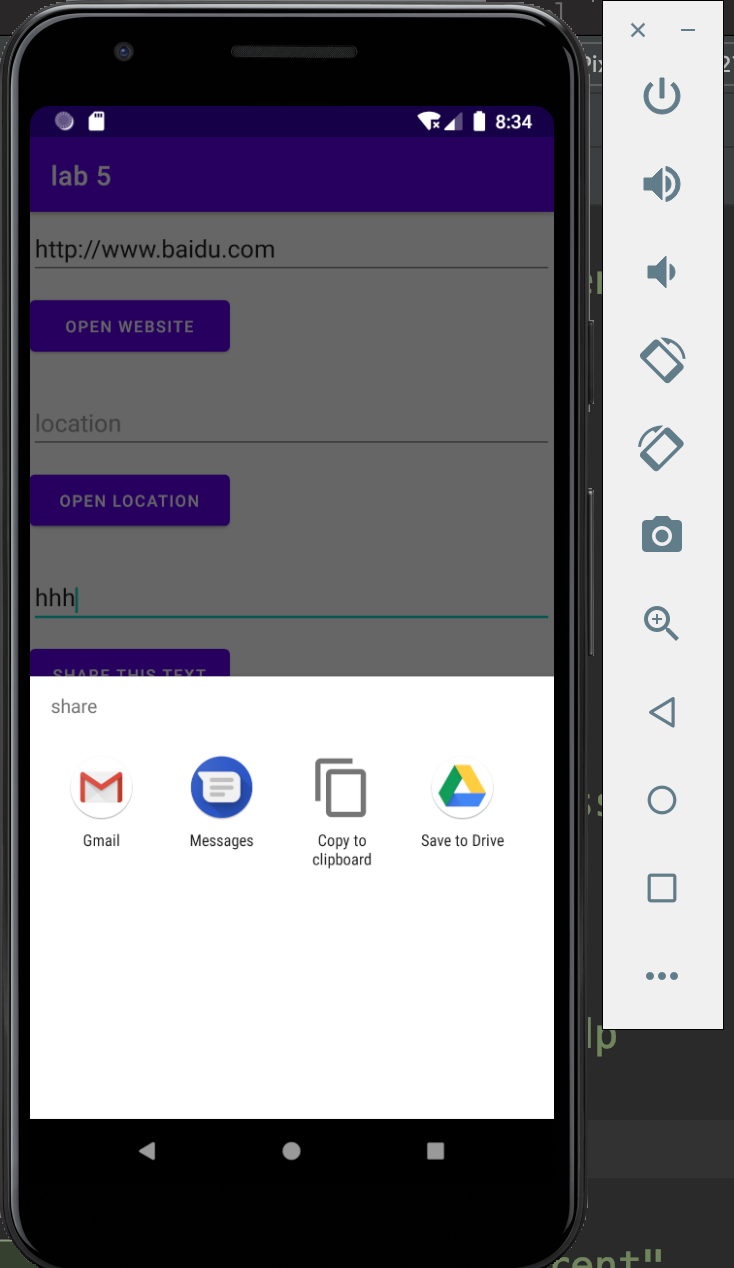 8:34
lab 5
http://www.baidu.com
OPEN WEBSITE
location
OPEN LOCATION
hhh
SHARE THIS TEXT
share
Gmail
Messages
Copy to
clipboard
Save to Drive